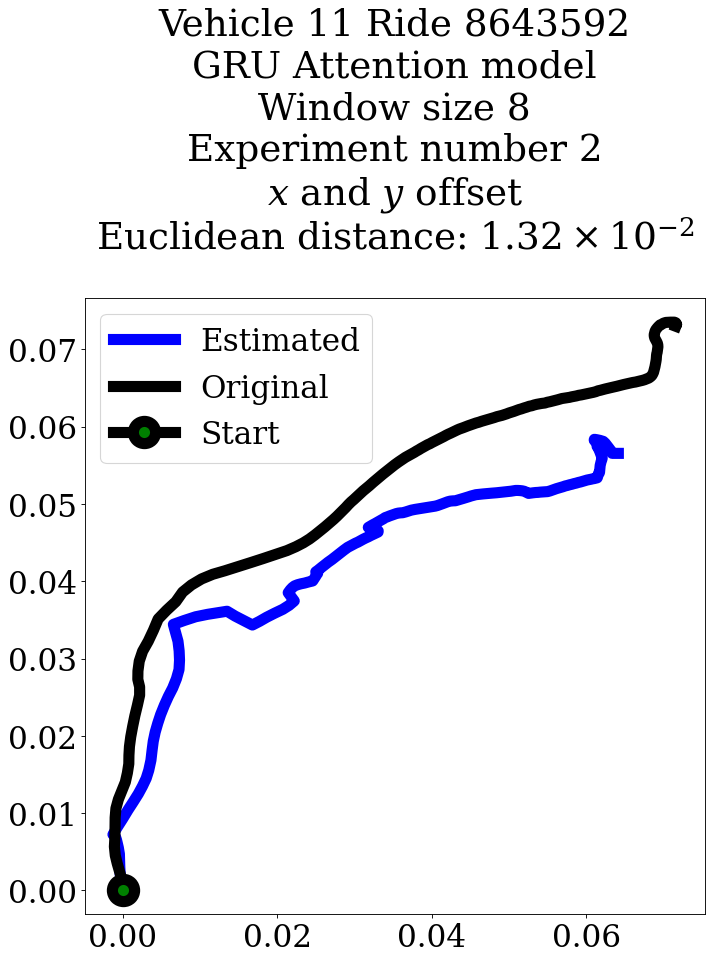 Vehicle 11 Ride 8643592
GRU Attention model
Window size 8
Experiment number 2
x and y offset
Euclidean distance: 1.32 × 10⁻²
Estimated
Original
Start
0.07
0.06
0.05
0.04
0.03
0.02
0.01
0.00
0.00 0.02 0.04 0.06